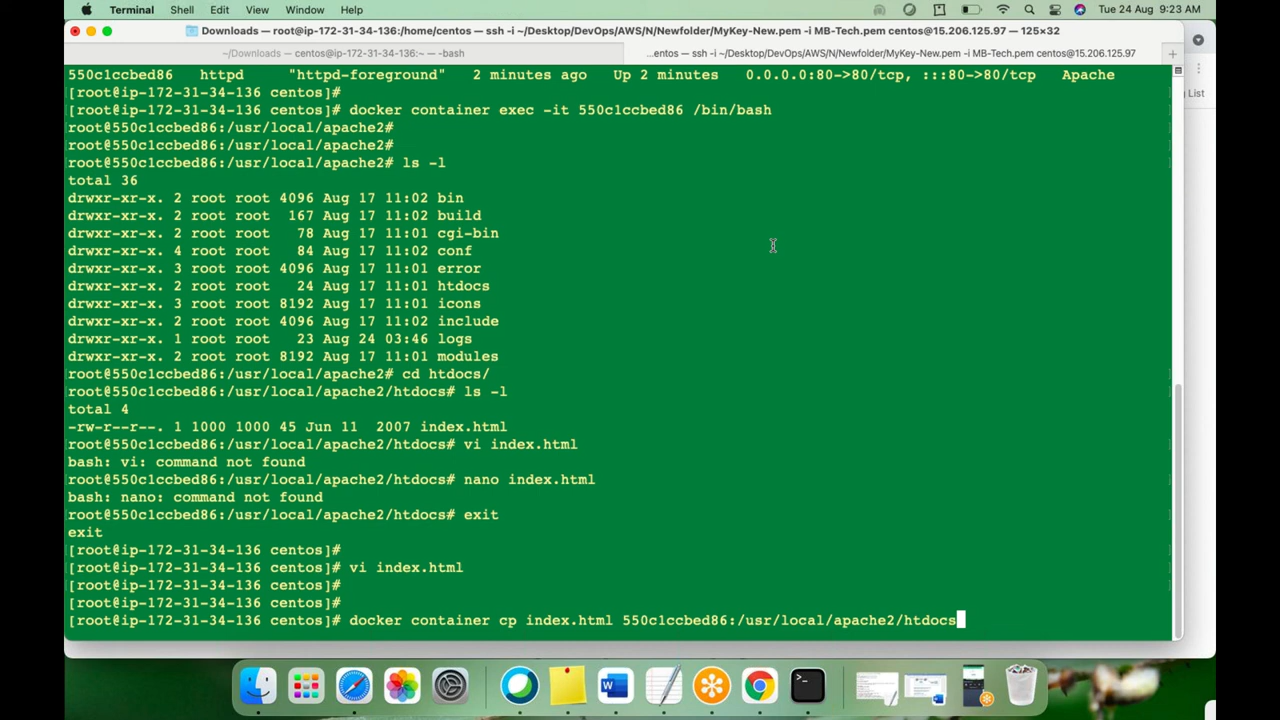 Terminal Shell Edit View Window Help Tue 24 Aug 9:23 AM
Downloads — root@ip-172-31-34-136:/home/centos — ssh -i ~/Desktop/DevOps/AWS/N/Newfolder/MyKey-New.pem -i MB-Tech.pem centos@15.206.125.97 — 125×32
~/Downloads — centos@ip-172-31-34-136:~ — -bash
...entos — ssh -i ~/Desktop/DevOps/AWS/N/Newfolder/MyKey-New.pem -i MB-Tech.pem centos@15.206.125.97
List
550c1ccbed86 httpd "httpd-foreground" 2 minutes ago Up 2 minutes 0.0.0.0:80->80/tcp, :::80->80/tcp Apache
[root@ip-172-31-34-136 centos]#
[root@ip-172-31-34-136 centos]# docker container exec -it 550c1ccbed86 /bin/bash
root@550c1ccbed86:/usr/local/apache2#
root@550c1ccbed86:/usr/local/apache2#
root@550c1ccbed86:/usr/local/apache2# ls -l
total 36
drwxr-xr-x. 2 root root 4096 Aug 17 11:02 bin
drwxr-xr-x. 2 root root 167 Aug 17 11:02 build
drwxr-xr-x. 2 root root 78 Aug 17 11:01 cgi-bin
drwxr-xr-x. 4 root root 84 Aug 17 11:02 conf
drwxr-xr-x. 3 root root 4096 Aug 17 11:01 error
drwxr-xr-x. 2 root root 24 Aug 17 11:01 htdocs
drwxr-xr-x. 3 root root 8192 Aug 17 11:01 icons
drwxr-xr-x. 2 root root 4096 Aug 17 11:02 include
drwxr-xr-x. 1 root root 23 Aug 24 03:46 logs
drwxr-xr-x. 2 root root 8192 Aug 17 11:01 modules
root@550c1ccbed86:/usr/local/apache2# cd htdocs/
root@550c1ccbed86:/usr/local/apache2/htdocs# ls -l
total 4
-rw-r--r--. 1 1000 1000 45 Jun 11 2007 index.html
root@550c1ccbed86:/usr/local/apache2/htdocs# vi index.html
bash: vi: command not found
root@550c1ccbed86:/usr/local/apache2/htdocs# nano index.html
bash: nano: command not found
root@550c1ccbed86:/usr/local/apache2/htdocs# exit
exit
[root@ip-172-31-34-136 centos]#
[root@ip-172-31-34-136 centos]# vi index.html
[root@ip-172-31-34-136 centos]#
[root@ip-172-31-34-136 centos]#
[root@ip-172-31-34-136 centos]# docker container cp index.html 550c1ccbed86:/usr/local/apache2/htdocs